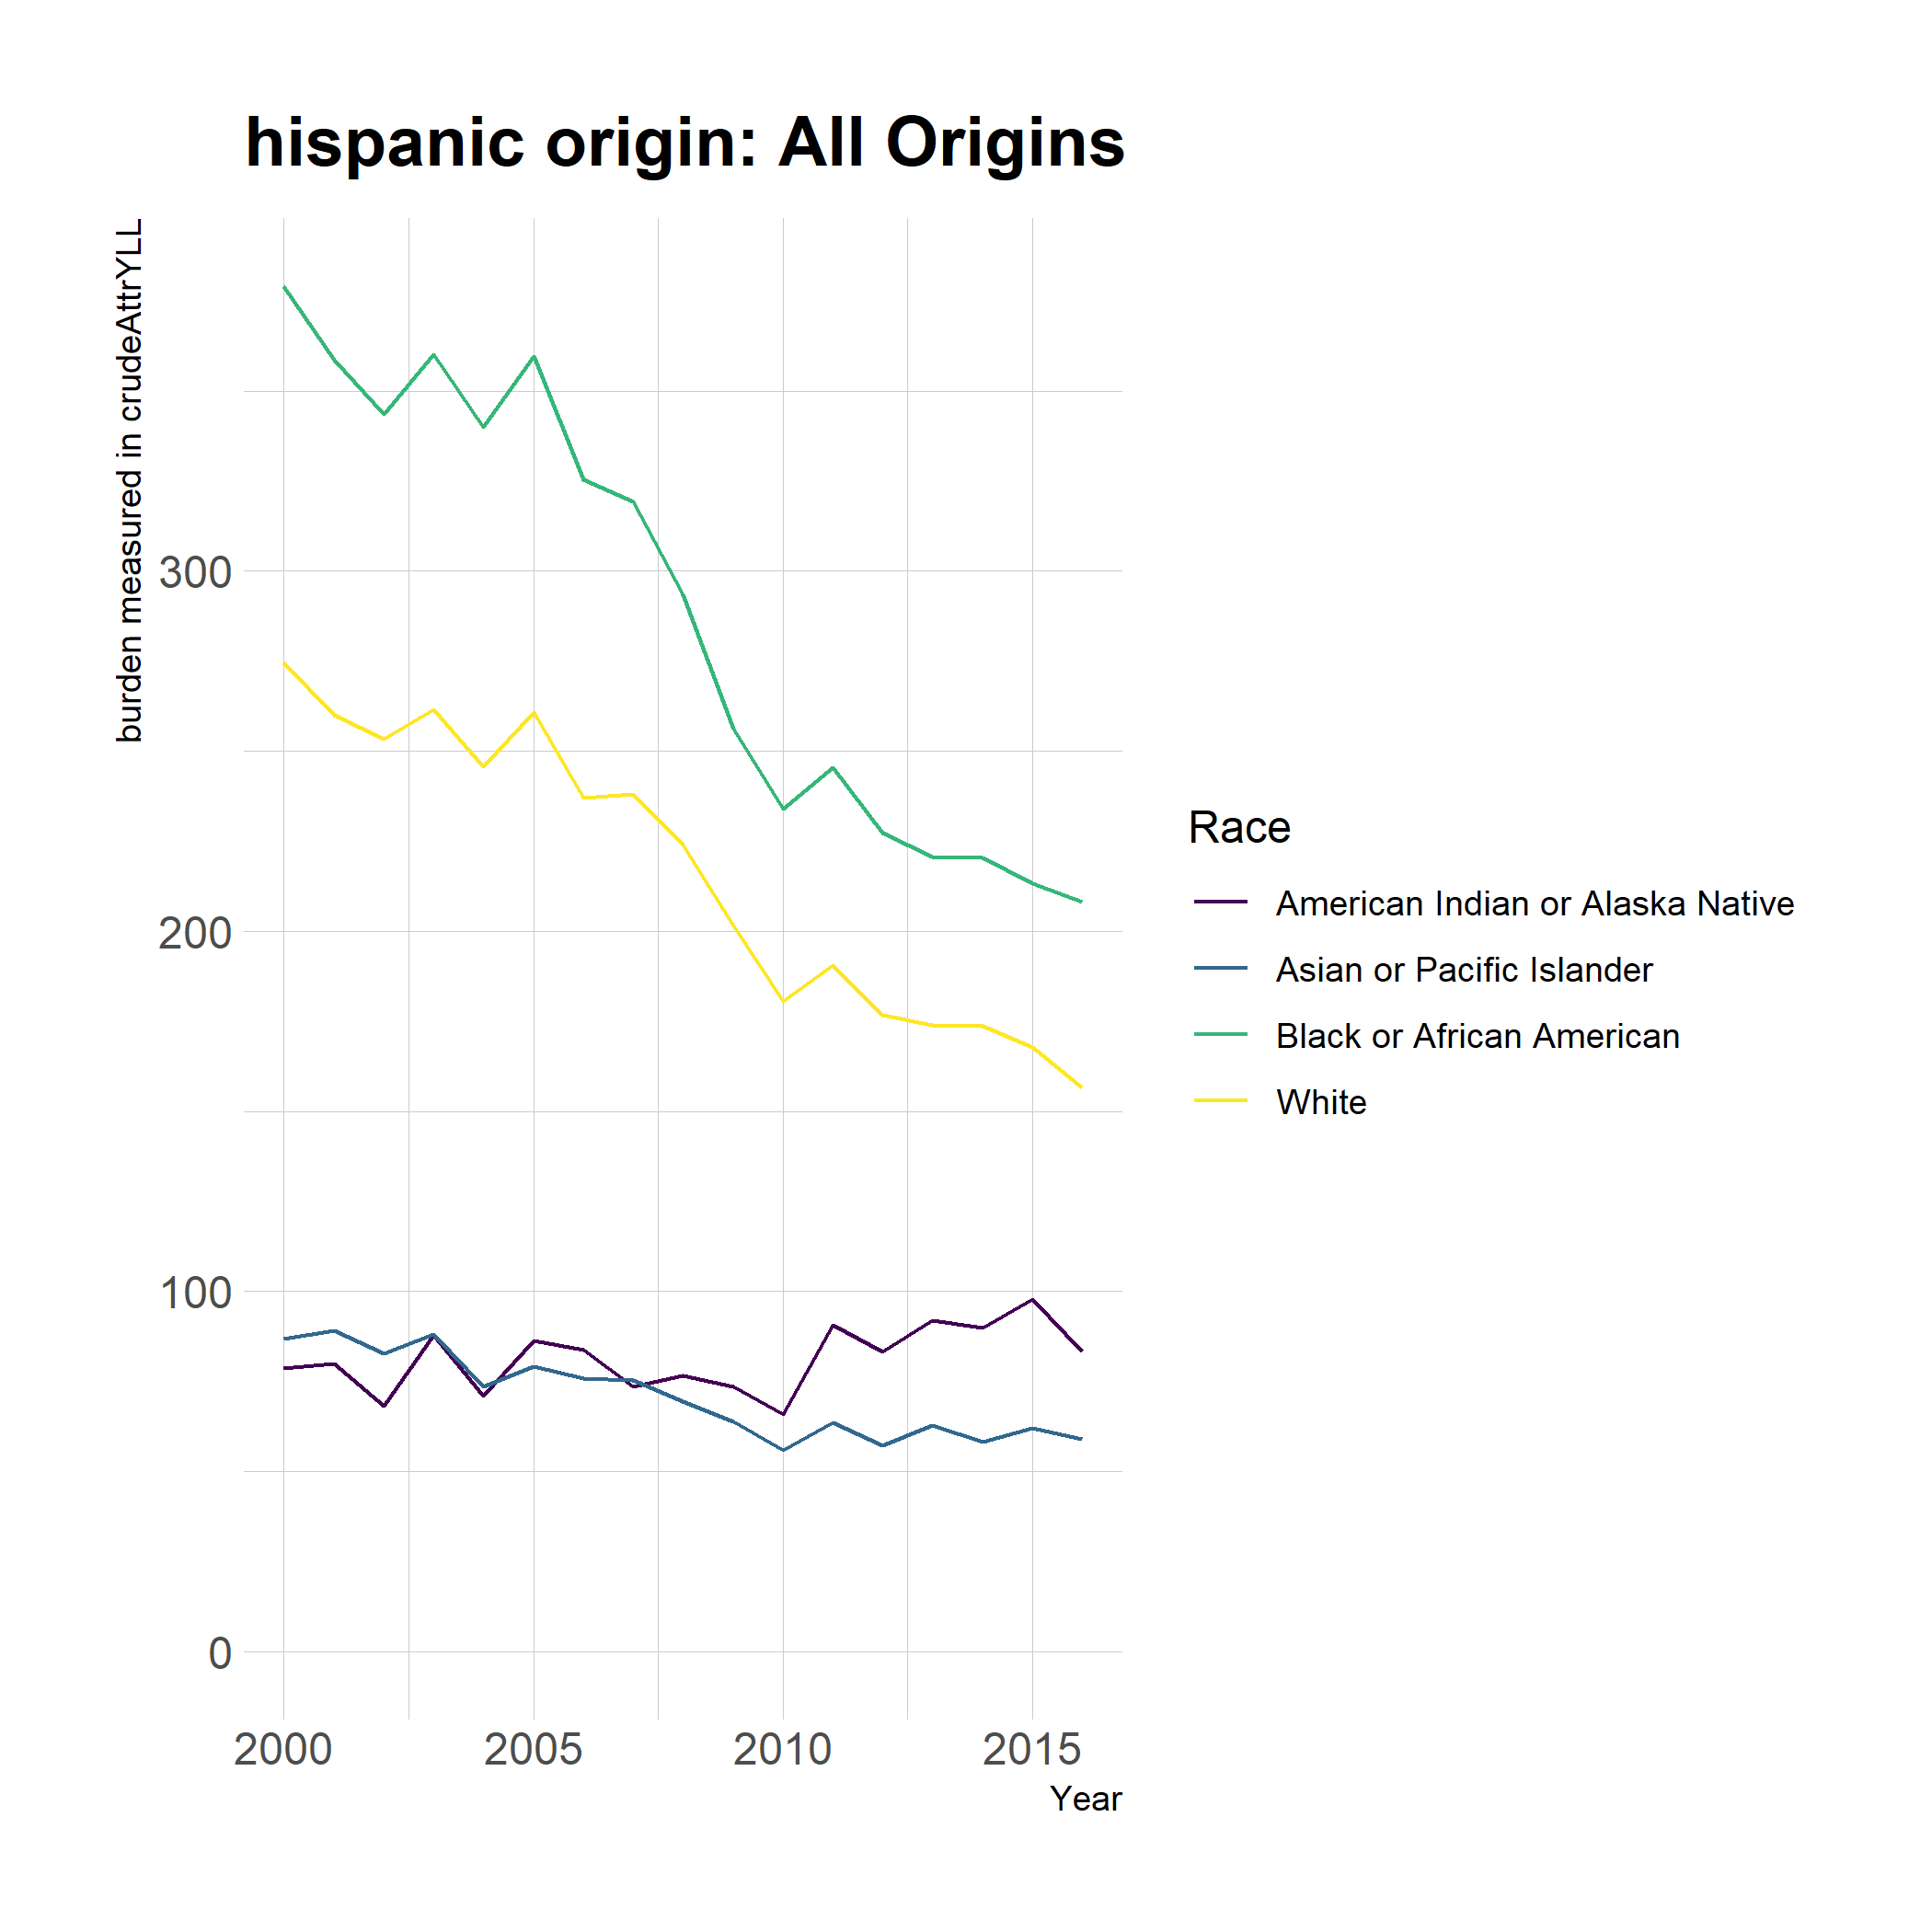 hispanic origin: All Origins
burden measured in crudeAttrYLL
300
200
100
0
2000 2005 2010 2015
Year
Race
American Indian or Alaska Native
Asian or Pacific Islander
Black or African American
White